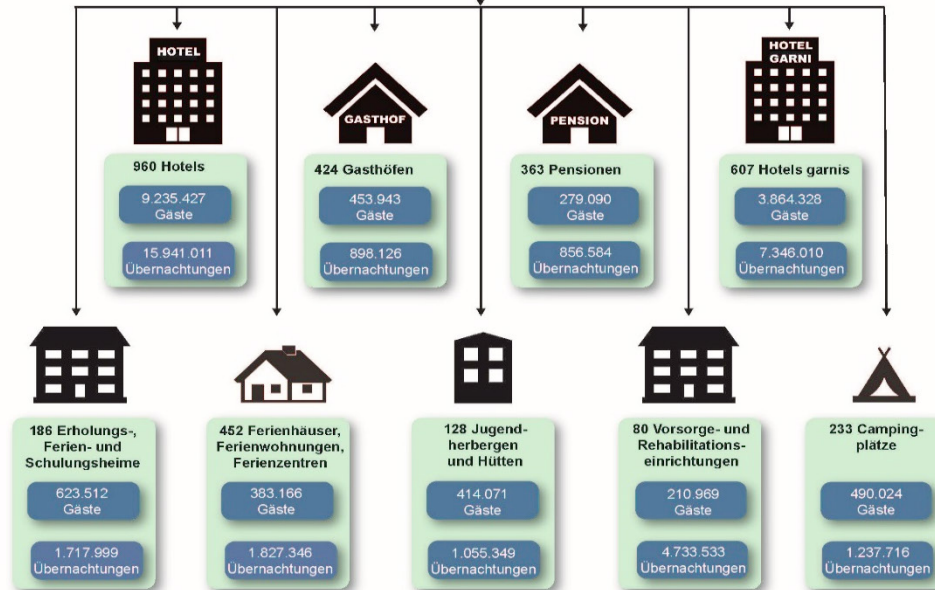 HOTEL
GASTHOF
PENSION
HOTEL
GARNI
960 Hotels
9.235.427
Gäste
15.941.011
Übernachtungen
424 Gasthöfen
453.943
Gäste
898.126
Übernachtungen
363 Pensionen
279.090
Gäste
856.584
Übernachtungen
607 Hotels garnis
3.864.328
Gäste
7.346.010
Übernachtungen
186 Erholungs-,
Ferien- und
Schulungsheime
623.512
Gäste
1.717.999
Übernachtungen
452 Ferienhäuser,
Ferienwohnungen,
Ferienzentren
383.166
Gäste
1.827.346
Übernachtungen
128 Jugend-
herbergen
und Hütten
414.071
Gäste
1.055.349
Übernachtungen
80 Vorsorge- und
Rehabilitations-
einrichtungen
210.969
Gäste
4.733.533
Übernachtungen
233 Camping-
plätze
490.024
Gäste
1.237.716
Übernachtungen